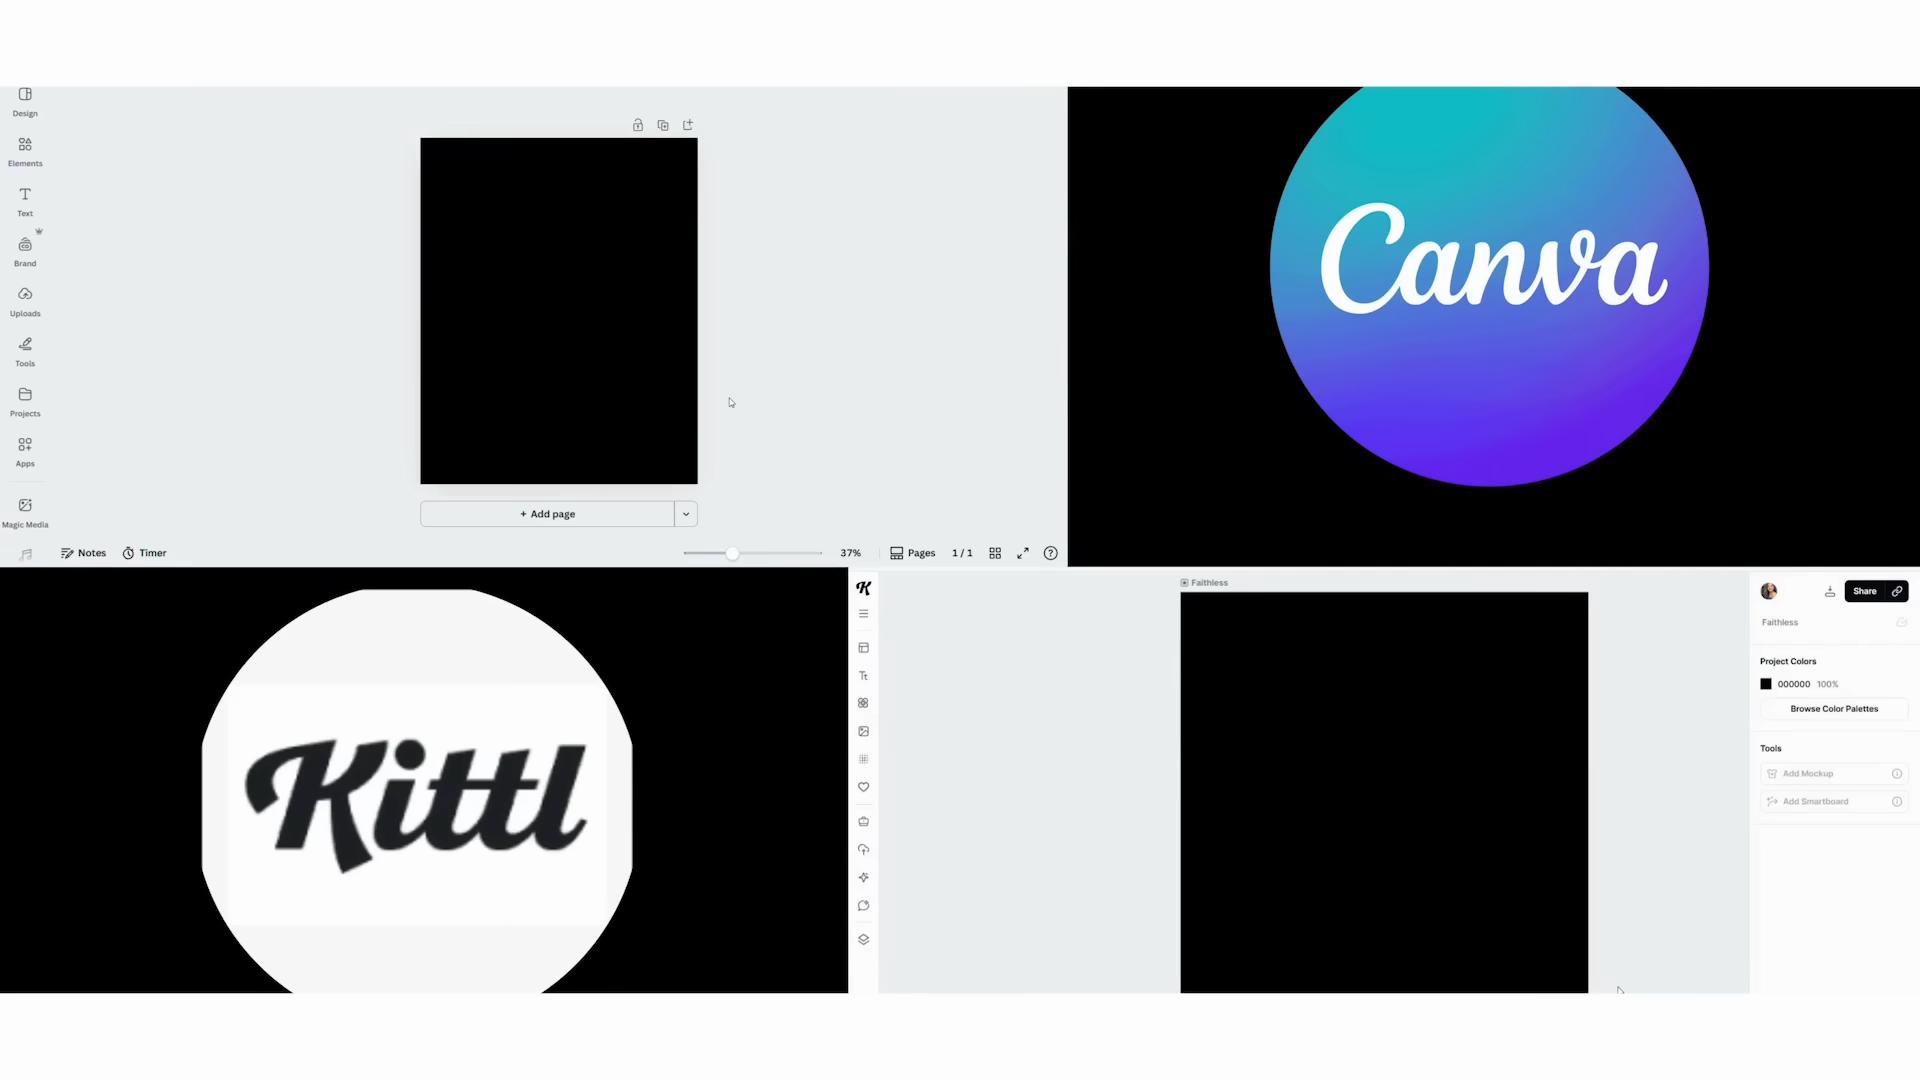 Design
Elements
Text
Brand
Uploads
Tools
Projects
Apps
Magic Media
+ Add page
Notes
Timer
37%
Pages
1 / 1
?
Canva
Kittl
K
Tt
Faithless
Share
Faithless
Project Colors
000000 100%
Browse Color Palettes
Tools
Add Mockup
Add Smartboard